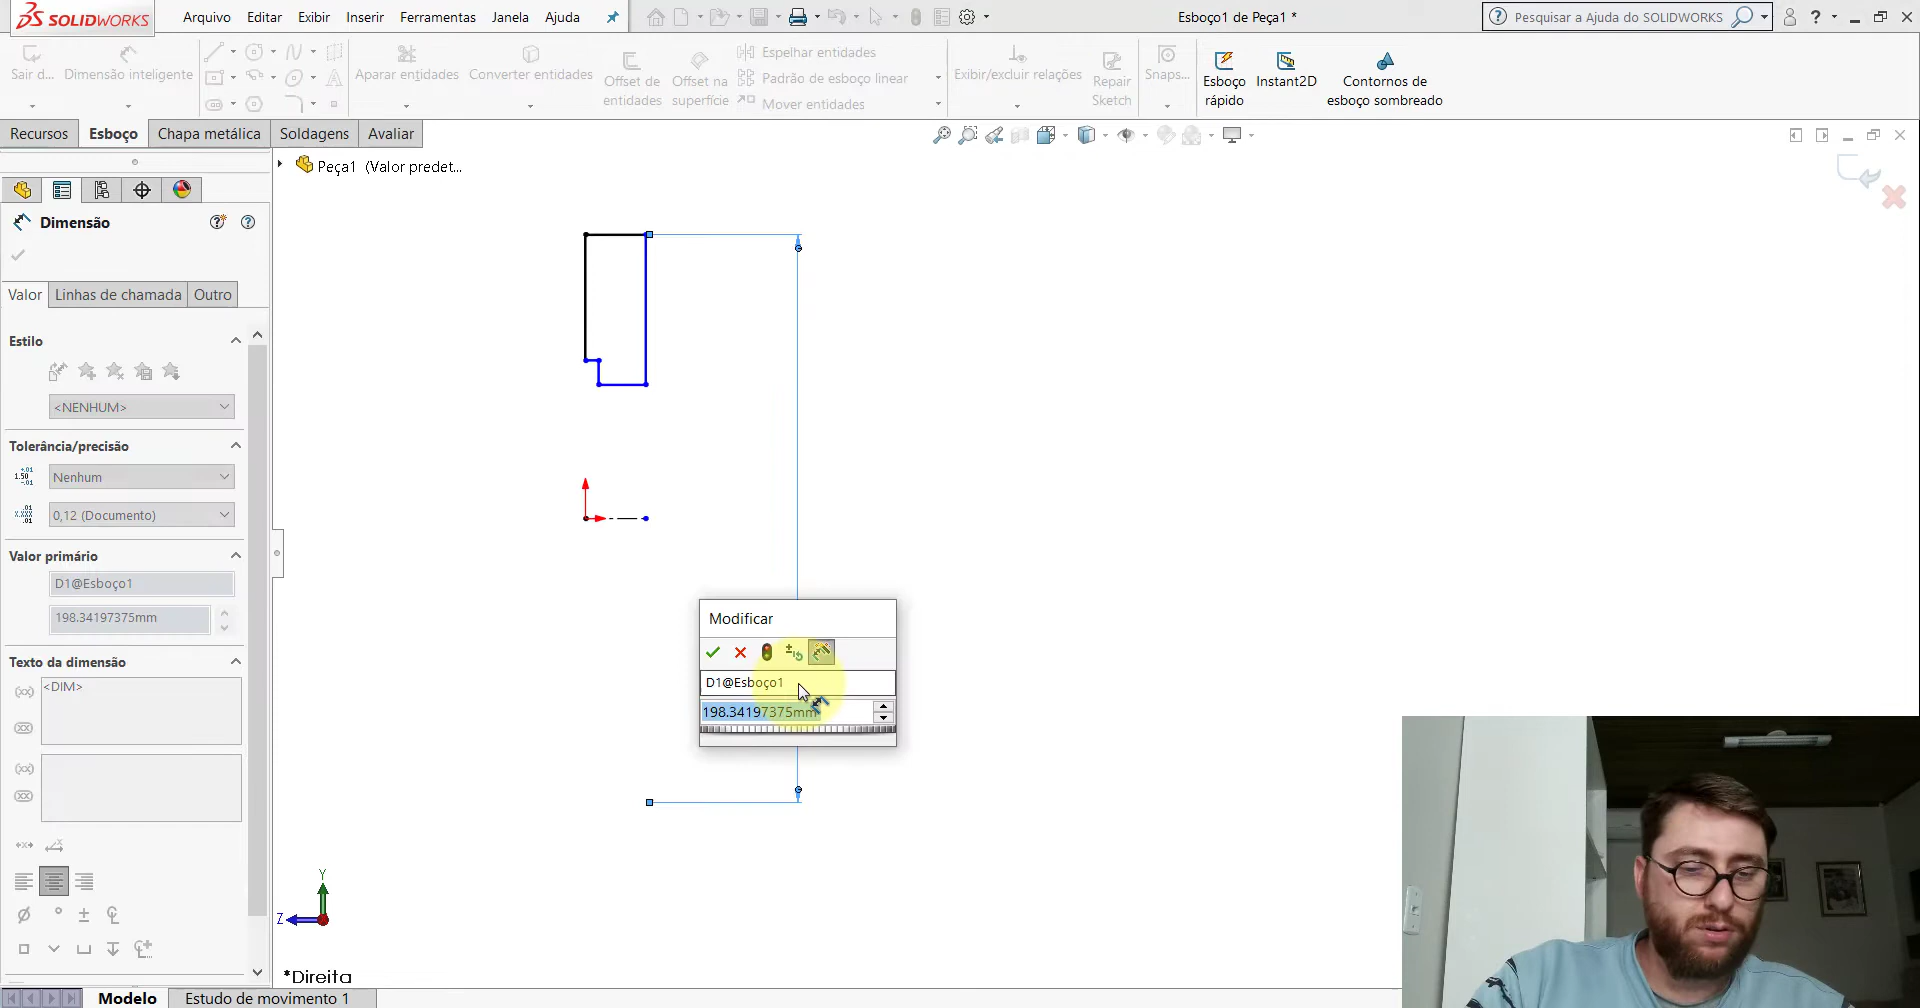 SOLIDWORKS
Arquivo Editar Exibir Inserir Ferramentas Janela Ajuda
Esboço1 de Peça1 *
Pesquisar a Ajuda do SOLIDWORKS
Sair d...
Dimensão inteligente
Aparar entidades
Converter entidades
Offset de entidades
Offset na superfície
Espelhar entidades
Padrão de esboço linear
Mover entidades
Exibir/excluir relações
Repair Sketch
Snaps...
Esboço rápido
Instant2D
Contornos de esboço sombreado
Recursos Esboço Chapa metálica Soldagens Avaliar
Peça1 (Valor predet...
Dimensão
Valor Linhas de chamada Outro
Estilo
<NENHUM>
Tolerância/precisão
Nenhum
0,12 (Documento)
Valor primário
D1@Esboço1
198.34197375mm
Texto da dimensão
<DIM>
Modificar
D1@Esboço1
198.34197375mm
Y
Z
*Direita
Modelo Estudo de movimento 1